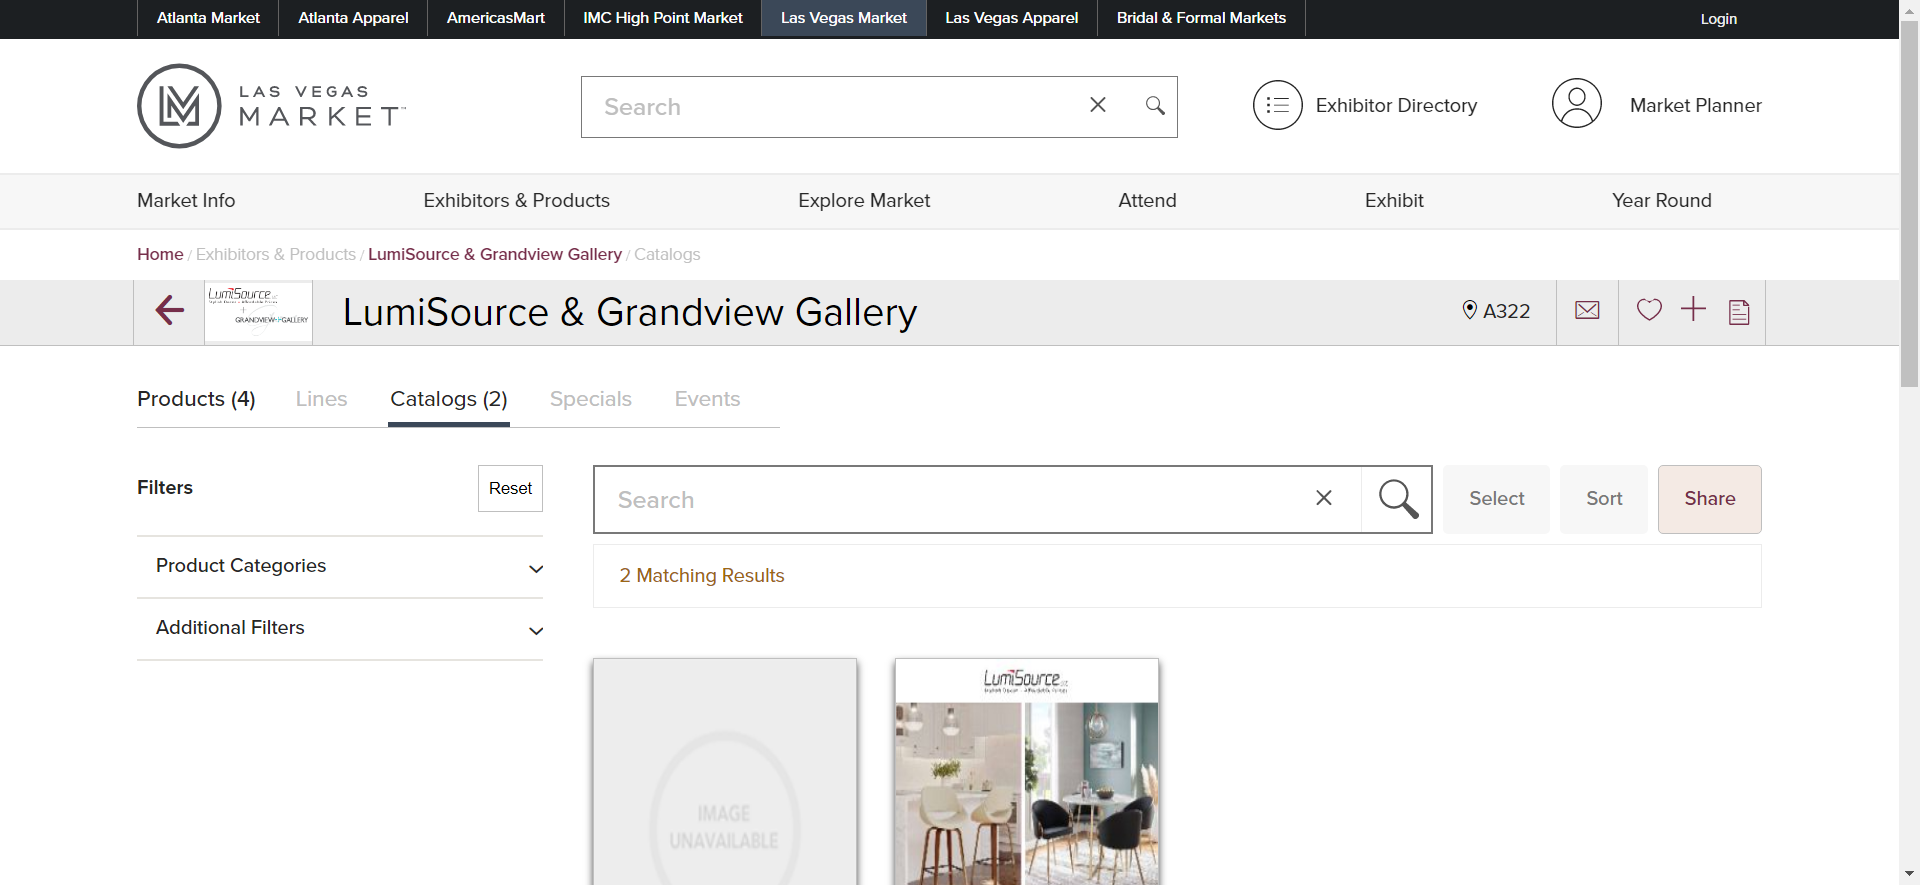 Atlanta Market
Atlanta Apparel
AmericasMart
IMC High Point Market
Las Vegas Market
Las Vegas Apparel
Bridal & Formal Markets
Login
LAS VEGAS
MARKET
Search
Exhibitor Directory
Market Planner
Market Info
Exhibitors & Products
Explore Market
Attend
Exhibit
Year Round
Home / Exhibitors & Products / LumiSource & Grandview Gallery / Catalogs
LumiSource
+
GRANDVIEW GALLERY
LumiSource & Grandview Gallery
A322
Products (4)
Lines
Catalogs (2)
Specials
Events
Filters
Reset
Search
Select
Sort
Share
Product Categories
2 Matching Results
Additional Filters
IMAGE
UNAVAILABLE
LumiSource